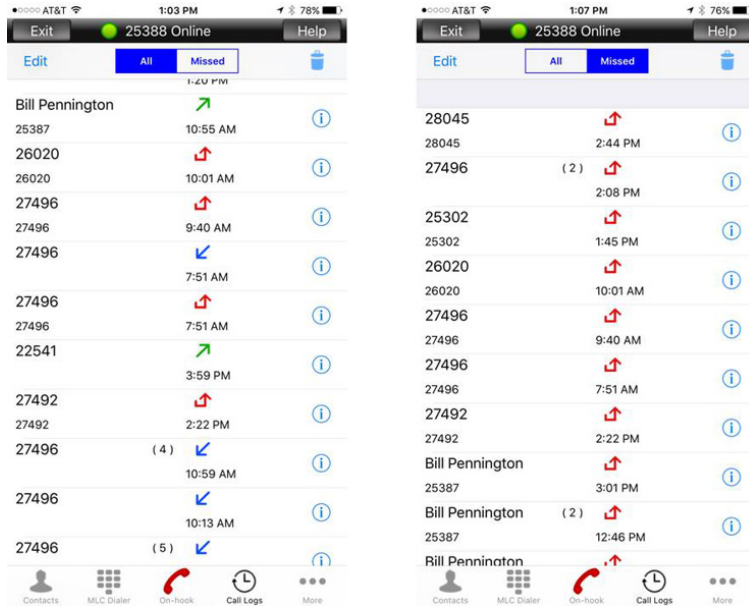 AT&T 1:03 PM 78%
Exit 25388 Online Help
Edit All Missed
1:20 PM
Bill Pennington
25387 10:55 AM
26020
26020 10:01 AM
27496
27496 9:40 AM
27496
7:51 AM
27496
27496 7:51 AM
22541
3:59 PM
27492
27492 2:22 PM
27496 (4)
10:59 AM
27496
10:13 AM
27496 (5)
Contacts MLC Dialer On-hook Call Logs More
AT&T 1:07 PM 76%
Exit 25388 Online Help
Edit All Missed
28045
28045 2:44 PM
27496 (2)
2:08 PM
25302
25302 1:45 PM
26020
26020 10:01 AM
27496
27496 9:40 AM
27496
27496 7:51 AM
27492
27492 2:22 PM
Bill Pennington
25387 3:01 PM
Bill Pennington (2)
25387 12:46 PM
Bill Pennington
Contacts MLC Dialer On-hook Call Logs More